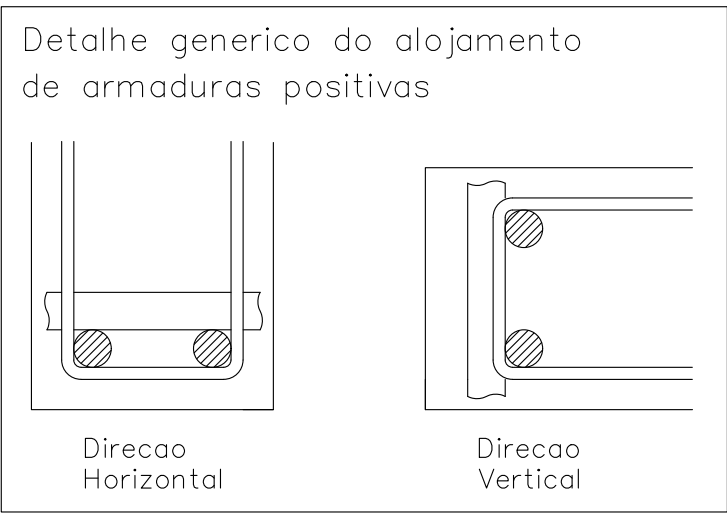 Detalhe generico do alojamento
de armaduras positivas
Direcao
Horizontal
Direcao
Vertical